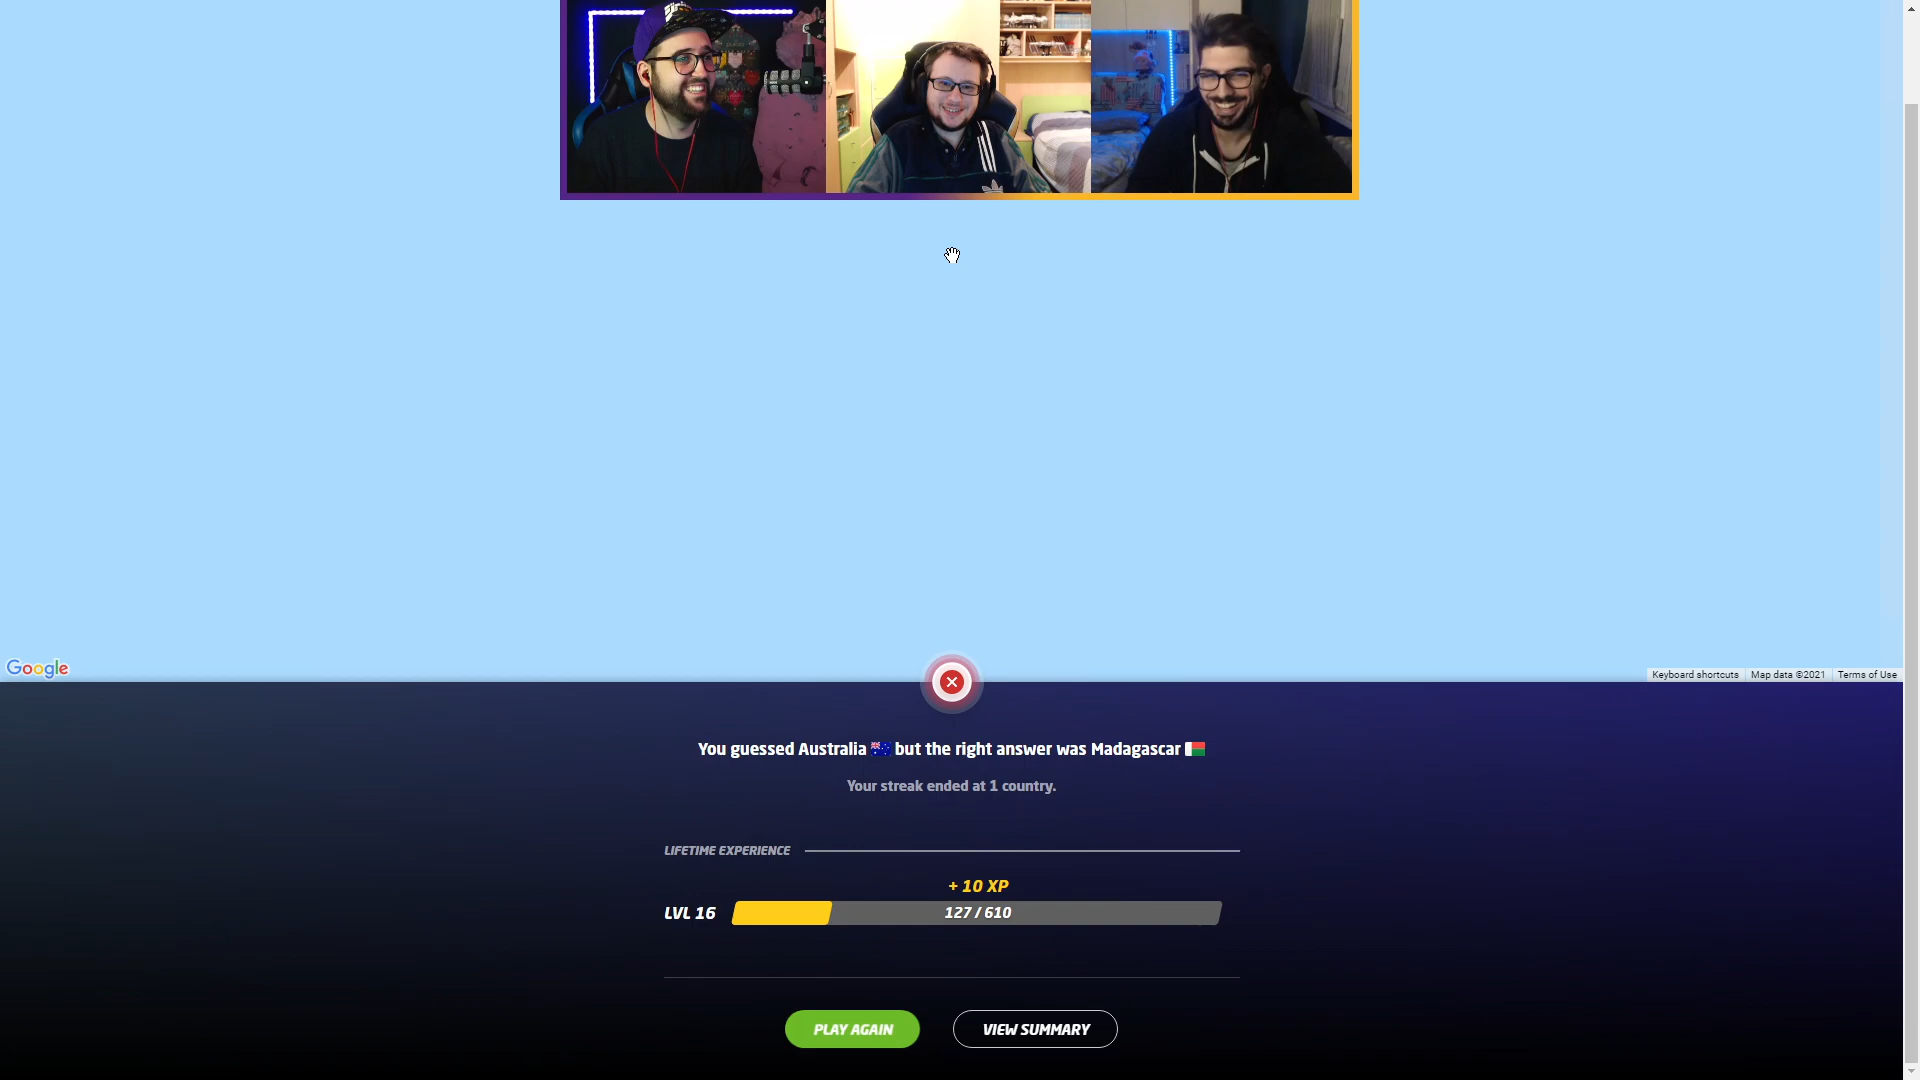 Google
Keyboard shortcuts Map data ©2021 Terms of Use
You guessed Australia 🇦🇺 but the right answer was Madagascar 🇲🇬
Your streak ended at 1 country.
LIFETIME EXPERIENCE
+ 10 XP
LVL 16 127 / 610
PLAY AGAIN VIEW SUMMARY